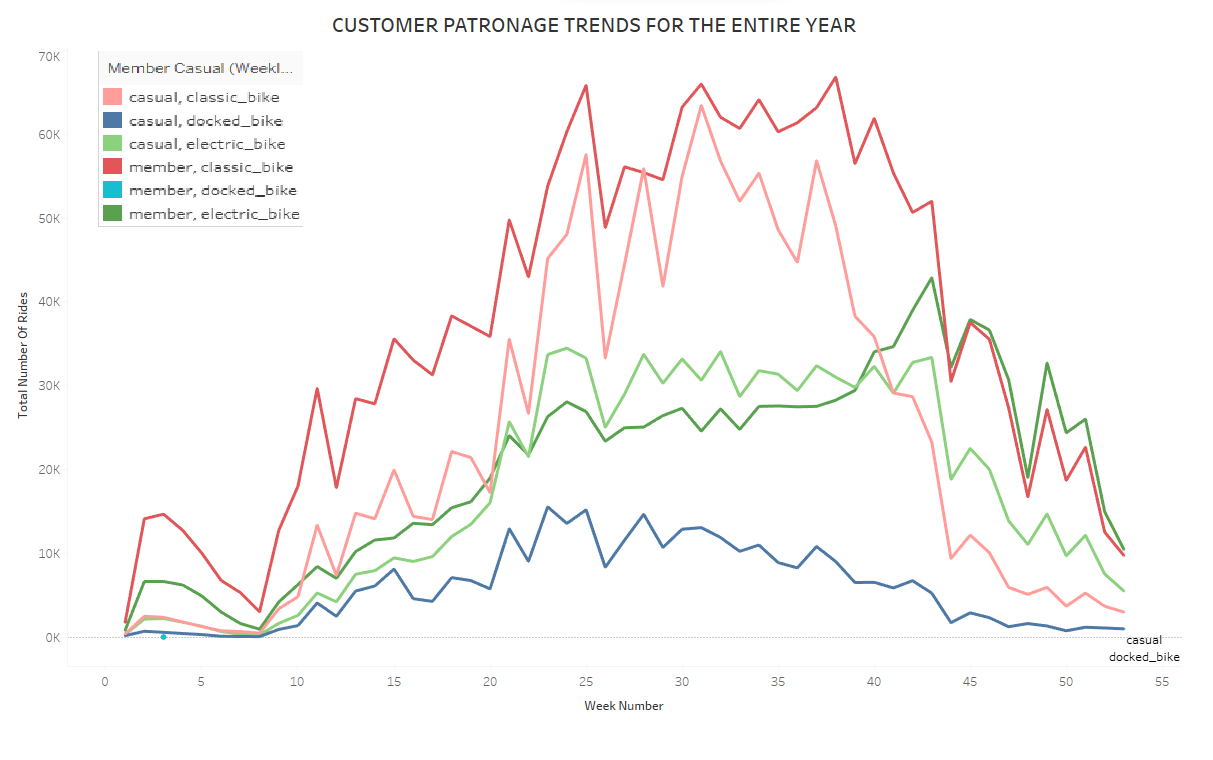 CUSTOMER PATRONAGE TRENDS FOR THE ENTIRE YEAR
Member Casual (Weekl...
casual, classic_bike
casual, docked_bike
casual, electric_bike
member, classic_bike
member, docked_bike
member, electric_bike
70K
60K
50K
40K
30K
20K
10K
0K
Total Number Of Rides
casual
docked_bike
0 5 10 15 20 25 30 35 40 45 50 55
Week Number